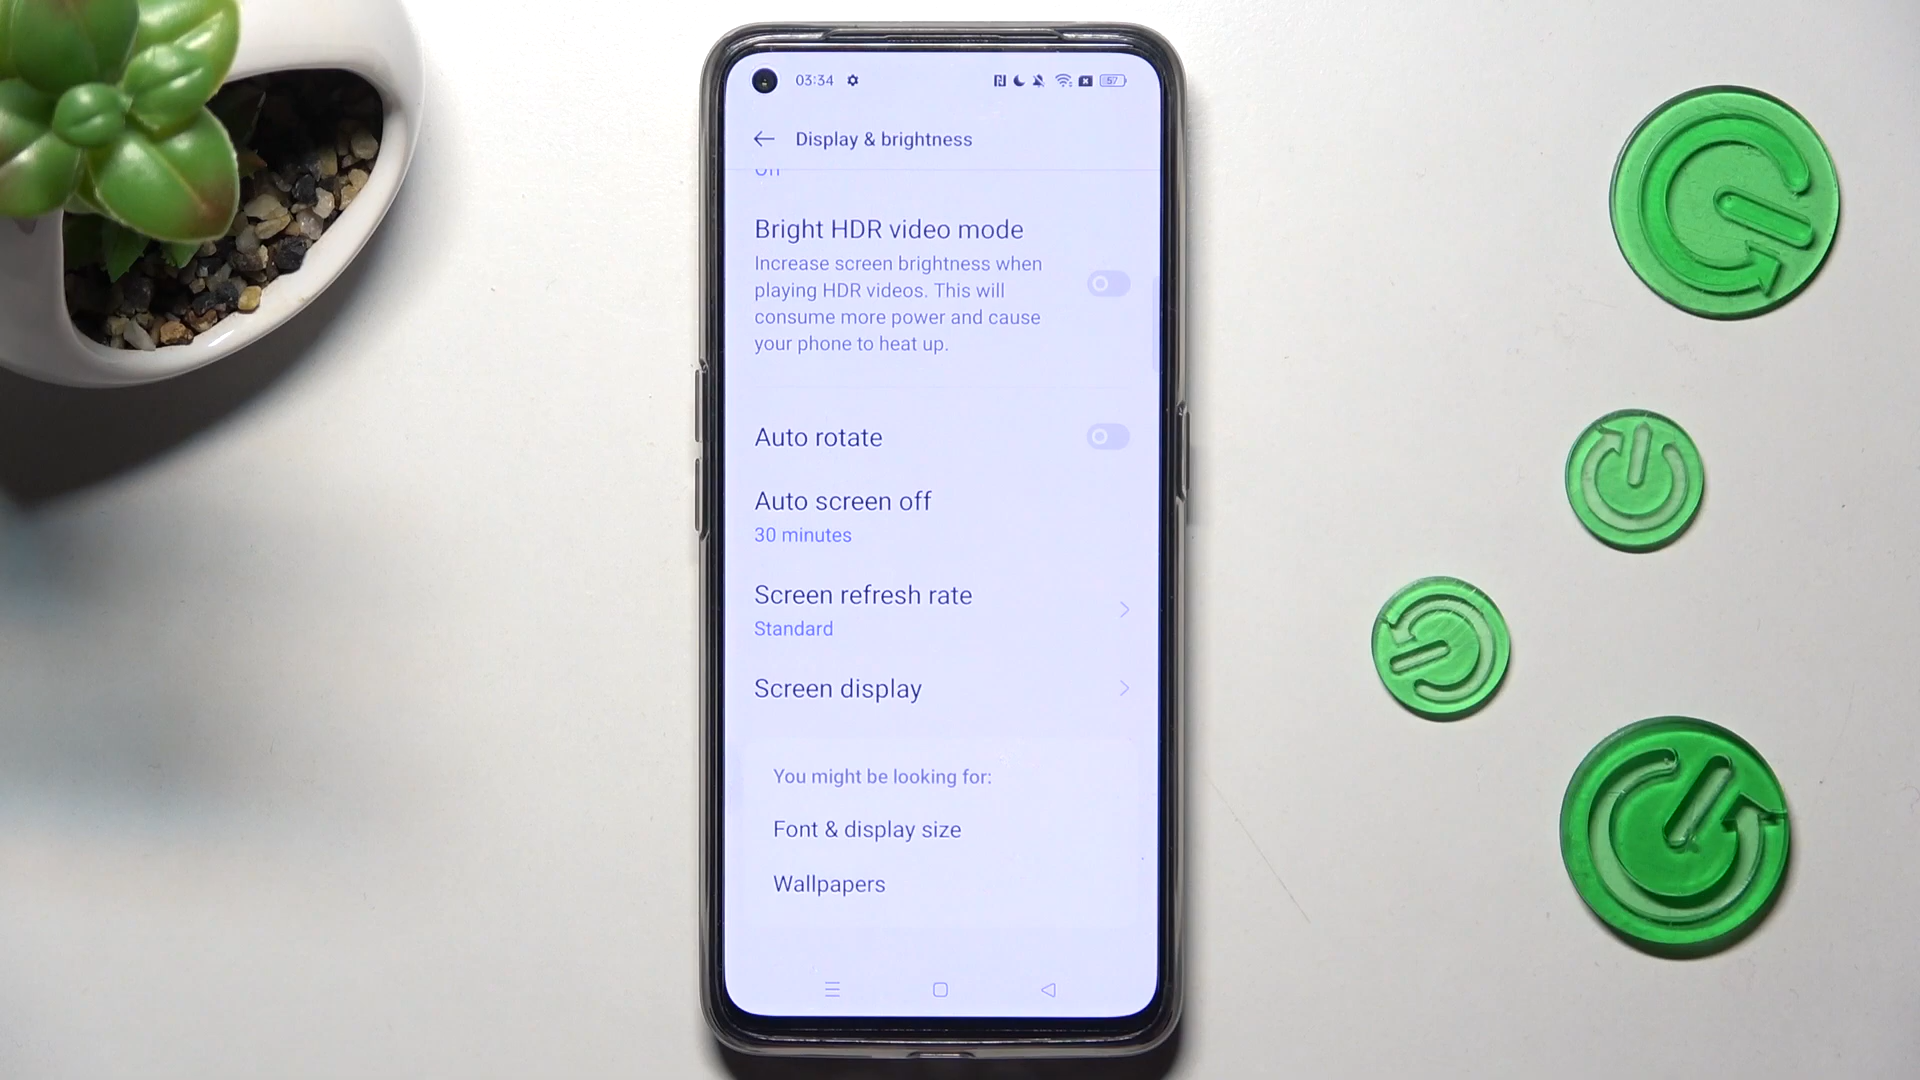 03:34
57
Display & brightness
Off
Bright HDR video mode
Increase screen brightness when
playing HDR videos. This will
consume more power and cause
your phone to heat up.
Auto rotate
Auto screen off
30 minutes
Screen refresh rate
Standard
Screen display
You might be looking for:
Font & display size
Wallpapers